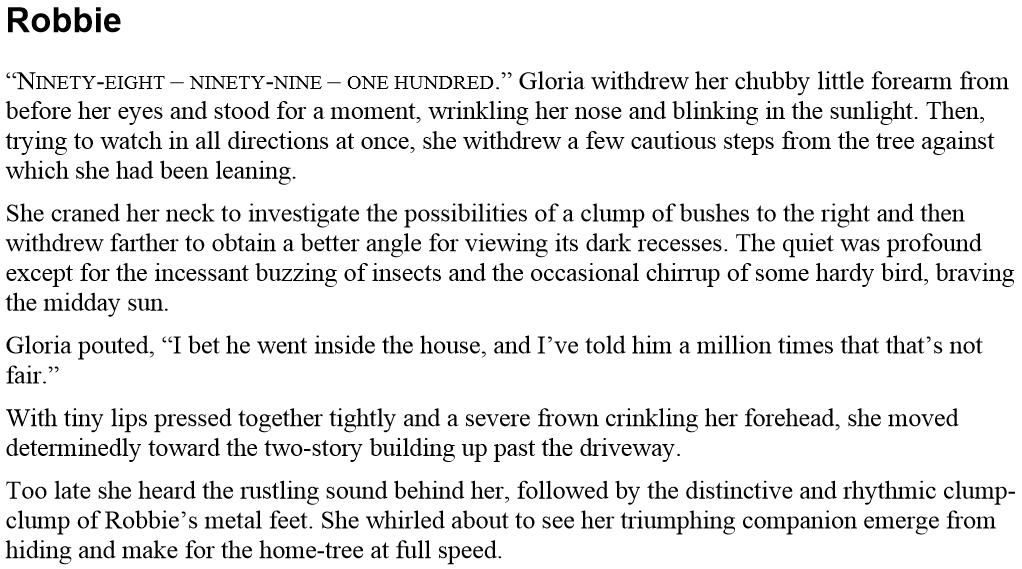 Robbie
“NINETY-EIGHT – NINETY-NINE – ONE HUNDRED.” Gloria withdrew her chubby little forearm from
before her eyes and stood for a moment, wrinkling her nose and blinking in the sunlight. Then,
trying to watch in all directions at once, she withdrew a few cautious steps from the tree against
which she had been leaning.
She craned her neck to investigate the possibilities of a clump of bushes to the right and then
withdrew farther to obtain a better angle for viewing its dark recesses. The quiet was profound
except for the incessant buzzing of insects and the occasional chirrup of some hardy bird, braving
the midday sun.
Gloria pouted, “I bet he went inside the house, and I’ve told him a million times that that’s not
fair.”
With tiny lips pressed together tightly and a severe frown crinkling her forehead, she moved
determinedly toward the two-story building up past the driveway.
Too late she heard the rustling sound behind her, followed by the distinctive and rhythmic clump-
clump of Robbie’s metal feet. She whirled about to see her triumphing companion emerge from
hiding and make for the home-tree at full speed.